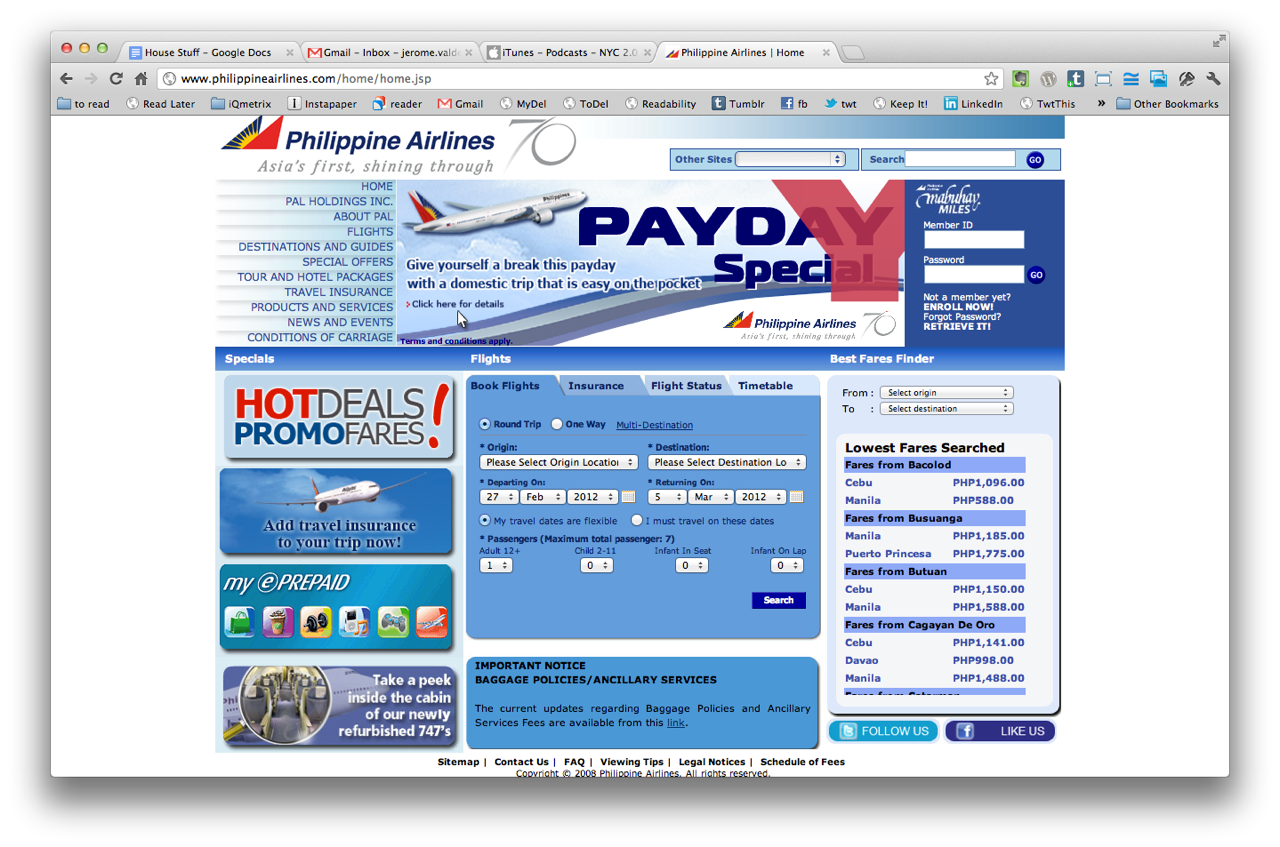 House Stuff – Google Docs
Gmail – Inbox – jerome.vald
iTunes – Podcasts – NYC 2.0
Philippine Airlines | Home
www.philippineairlines.com/home/home.jsp
to read
Read Later
iQmetrix
Instapaper
reader
Gmail
MyDel
ToDel
Readability
Tumblr
fb
twt
Keep It!
LinkedIn
TwtThis
»
Other Bookmarks
Philippine Airlines 70
Asia's first, shining through
Other Sites
Search
GO
HOME
PAL HOLDINGS INC.
ABOUT PAL
FLIGHTS
DESTINATIONS AND GUIDES
SPECIAL OFFERS
TOUR AND HOTEL PACKAGES
TRAVEL INSURANCE
PRODUCTS AND SERVICES
NEWS AND EVENTS
CONDITIONS OF CARRIAGE
Philippines
Y
PAYDAY
Special
Give yourself a break this payday
with a domestic trip that is easy on the pocket
› Click here for details
Terms and conditions apply.
Philippine Airlines 70
Asia's first, shining through
mabuhay
MILES
Member ID
Password
GO
Not a member yet?
ENROLL NOW!
Forgot Password?
RETRIEVE IT!
Specials
Flights
Best Fares Finder
HOTDEALS
PROMOFARES!
Add travel insurance
to your trip now!
my ePREPAID
Take a peek
inside the cabin
of our newly
refurbished 747's
Book Flights
Insurance
Flight Status
Timetable
Round Trip
One Way
Multi-Destination
* Origin:
* Destination:
Please Select Origin Location
Please Select Destination Lo
* Departing On:
* Returning On:
27 Feb 2012
5 Mar 2012
My travel dates are flexible
I must travel on these dates
* Passengers (Maximum total passenger: 7)
Adult 12+
Child 2-11
Infant In Seat
Infant On Lap
1
0
0
0
Search
IMPORTANT NOTICE
BAGGAGE POLICIES/ANCILLARY SERVICES
The current updates regarding Baggage Policies and Ancillary
Services Fees are available from this link.
From :
Select origin
To :
Select destination
Lowest Fares Searched
Fares from Bacolod
Cebu PHP1,096.00
Manila PHP588.00
Fares from Busuanga
Manila PHP1,185.00
Puerto Princesa PHP1,775.00
Fares from Butuan
Cebu PHP1,150.00
Manila PHP1,588.00
Fares from Cagayan De Oro
Cebu PHP1,141.00
Davao PHP998.00
Manila PHP1,488.00
Fares from
FOLLOW US
LIKE US
Sitemap | Contact Us | FAQ | Viewing Tips | Legal Notices | Schedule of Fees
Copyright © 2008 Philippine Airlines. All rights reserved.